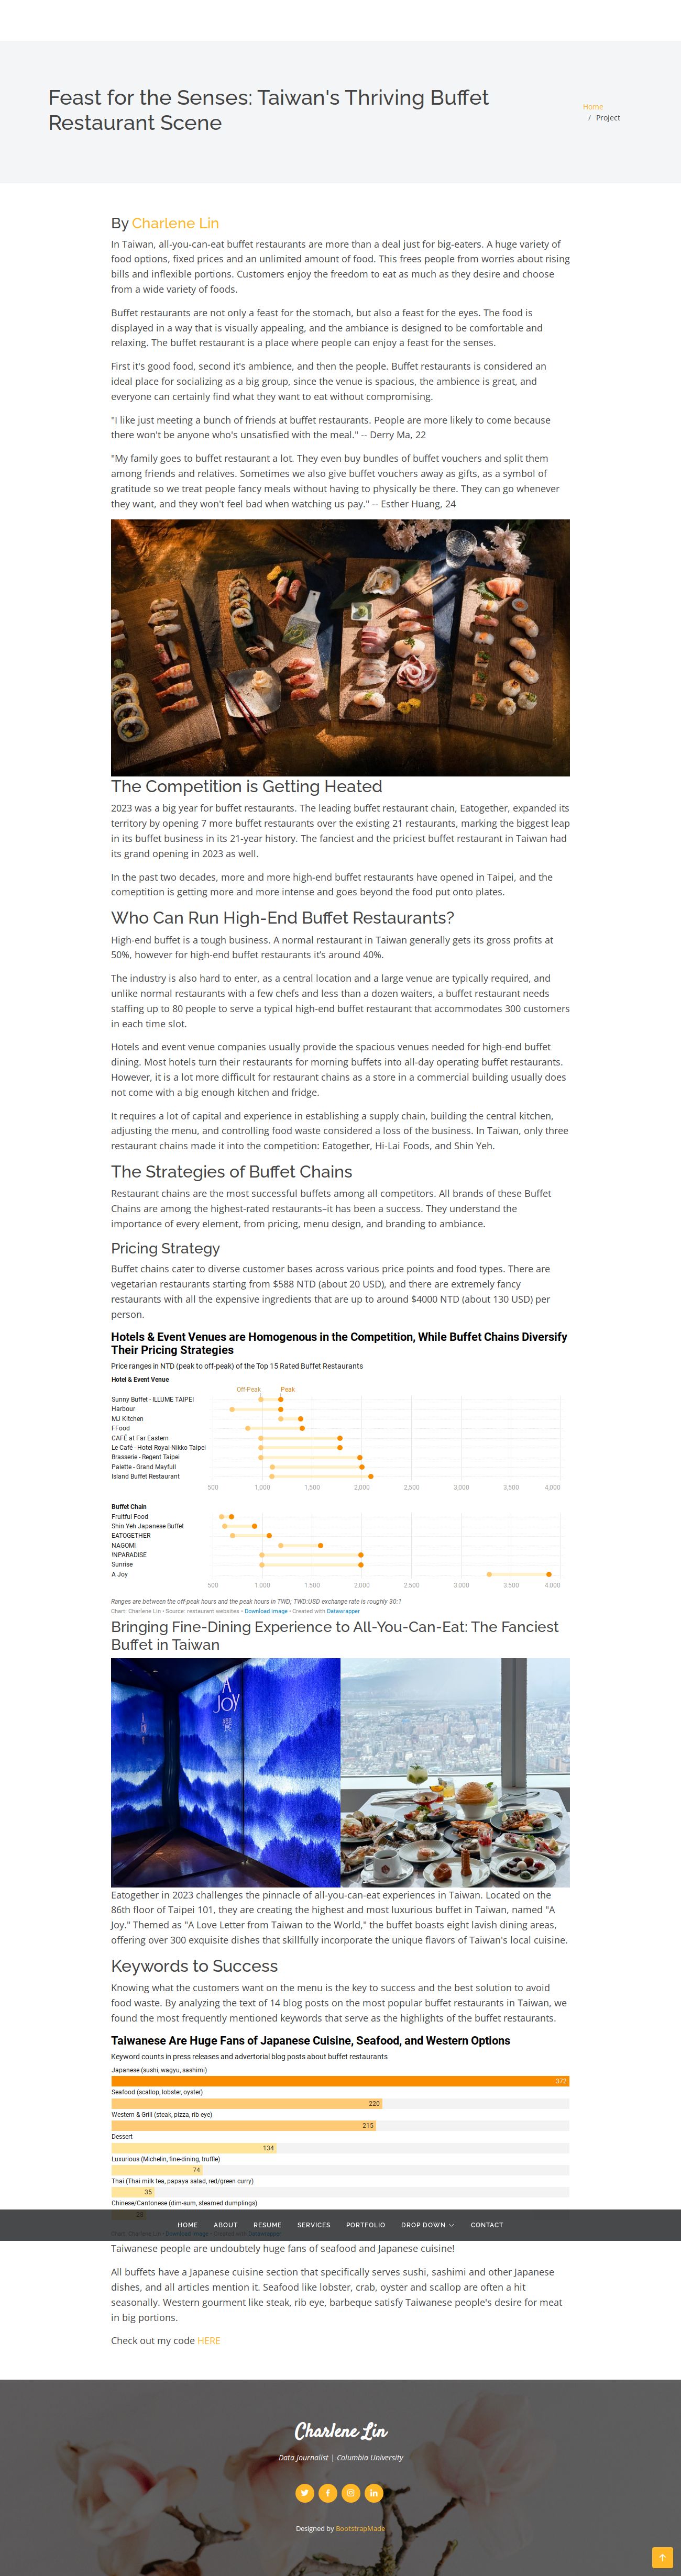 Feast for the Senses: Taiwan's Thriving Buffet
Restaurant Scene
Home
/ Project
By Charlene Lin
In Taiwan, all-you-can-eat buffet restaurants are more than a deal just for big-eaters. A huge variety of
food options, fixed prices and an unlimited amount of food. This frees people from worries about rising
bills and inflexible portions. Customers enjoy the freedom to eat as much as they desire and choose
from a wide variety of foods.
Buffet restaurants are not only a feast for the stomach, but also a feast for the eyes. The food is
displayed in a way that is visually appealing, and the ambiance is designed to be comfortable and
relaxing. The buffet restaurant is a place where people can enjoy a feast for the senses.
First it's good food, second it's ambience, and then the people. Buffet restaurants is considered an
ideal place for socializing as a big group, since the venue is spacious, the ambience is great, and
everyone can certainly find what they want to eat without compromising.
"I like just meeting a bunch of friends at buffet restaurants. People are more likely to come because
there won't be anyone who's unsatisfied with the meal." -- Derry Ma, 22
"My family goes to buffet restaurant a lot. They even buy bundles of buffet vouchers and split them
among friends and relatives. Sometimes we also give buffet vouchers away as gifts, as a symbol of
gratitude so we treat people fancy meals without having to physically be there. They can go whenever
they want, and they won't feel bad when watching us pay." -- Esther Huang, 24
The Competition is Getting Heated
2023 was a big year for buffet restaurants. The leading buffet restaurant chain, Eatogether, expanded its
territory by opening 7 more buffet restaurants over the existing 21 restaurants, marking the biggest leap
in its buffet business in its 21-year history. The fanciest and the priciest buffet restaurant in Taiwan had
its grand opening in 2023 as well.
In the past two decades, more and more high-end buffet restaurants have opened in Taipei, and the
comeptition is getting more and more intense and goes beyond the food put onto plates.
Who Can Run High-End Buffet Restaurants?
High-end buffet is a tough business. A normal restaurant in Taiwan generally gets its gross profits at
50%, however for high-end buffet restaurants it's around 40%.
The industry is also hard to enter, as a central location and a large venue are typically required, and
unlike normal restaurants with a few chefs and less than a dozen waiters, a buffet restaurant needs
staffing up to 80 people to serve a typical high-end buffet restaurant that accommodates 300 customers
in each time slot.
Hotels and event venue companies usually provide the spacious venues needed for high-end buffet
dining. Most hotels turn their restaurants for morning buffets into all-day operating buffet restaurants.
However, it is a lot more difficult for restaurant chains as a store in a commercial building usually does
not come with a big enough kitchen and fridge.
It requires a lot of capital and experience in establishing a supply chain, building the central kitchen,
adjusting the menu, and controlling food waste considered a loss of the business. In Taiwan, only three
restaurant chains made it into the competition: Eatogether, Hi-Lai Foods, and Shin Yeh.
The Strategies of Buffet Chains
Restaurant chains are the most successful buffets among all competitors. All brands of these Buffet
Chains are among the highest-rated restaurants–it has been a success. They understand the
importance of every element, from pricing, menu design, and branding to ambiance.
Pricing Strategy
Buffet chains cater to diverse customer bases across various price points and food types. There are
vegetarian restaurants starting from $588 NTD (about 20 USD), and there are extremely fancy
restaurants with all the expensive ingredients that are up to around $4000 NTD (about 130 USD) per
person.
Hotels & Event Venues are Homogenous in the Competition, While Buffet Chains Diversify
Their Pricing Strategies
Price ranges in NTD (peak to off-peak) of the Top 15 Rated Buffet Restaurants
Hotel & Event Venue
Off-Peak Peak
Sunny Buffet - ILLUME TAIPEI
Harbour
MJ Kitchen
FFood
CAFÉ at Far Eastern
Le Café - Hotel Royal-Nikko Taipei
Brasserie - Regent Taipei
Palette - Grand Mayfull
Island Buffet Restaurant
500 1,000 1,500 2,000 2,500 3,000 3,500 4,000
Buffet Chain
Fruitful Food
Shin Yeh Japanese Buffet
EATOGETHER
NAGOMI
INPARADISE
Sunrise
A Joy
500 1.000 1.500 2.000 2.500 3.000 3.500 4.000
Ranges are between the off-peak hours and the peak hours in TWD; TWD:USD exchange rate is roughly 30:1
Chart: Charlene Lin • Source: restaurant websites • Download image • Created with Datawrapper
Bringing Fine-Dining Experience to All-You-Can-Eat: The Fanciest
Buffet in Taiwan
A
JOY
Eatogether in 2023 challenges the pinnacle of all-you-can-eat experiences in Taiwan. Located on the
86th floor of Taipei 101, they are creating the highest and most luxurious buffet in Taiwan, named "A
Joy." Themed as "A Love Letter from Taiwan to the World," the buffet boasts eight lavish dining areas,
offering over 300 exquisite dishes that skillfully incorporate the unique flavors of Taiwan's local cuisine.
Keywords to Success
Knowing what the customers want on the menu is the key to success and the best solution to avoid
food waste. By analyzing the text of 14 blog posts on the most popular buffet restaurants in Taiwan, we
found the most frequently mentioned keywords that serve as the highlights of the buffet restaurants.
Taiwanese Are Huge Fans of Japanese Cuisine, Seafood, and Western Options
Keyword counts in press releases and advertorial blog posts about buffet restaurants
Japanese (sushi, wagyu, sashimi)
372
Seafood (scallop, lobster, oyster)
220
Western & Grill (steak, pizza, rib eye)
215
Dessert
134
Luxurious (Michelin, fine-dining, truffle)
74
Thai (Thai milk tea, papaya salad, red/green curry)
35
Chinese/Cantonese (dim-sum, steamed dumplings)
HOME ABOUT RESUME SERVICES PORTFOLIO DROP DOWN CONTACT
Chart: Charlene Lin • Download image • Created with Datawrapper
Taiwanese people are undoubtedly huge fans of seafood and Japanese cuisine!
All buffets have a Japanese cuisine section that specifically serves sushi, sashimi and other Japanese
dishes, and all articles mention it. Seafood like lobster, crab, oyster and scallop are often a hit
seasonally. Western gourment like steak, rib eye, barbeque satisfy Taiwanese people's desire for meat
in big portions.
Check out my code HERE
Charlene Lin
Data Journalist | Columbia University
Designed by BootstrapMade